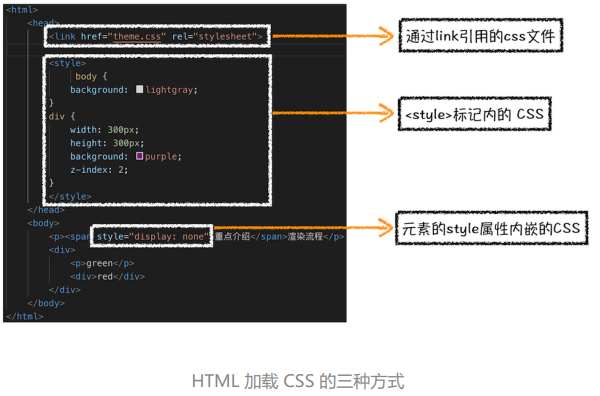 <html>
<head>
<link href="theme.css" rel="stylesheet">
通过link引用的css文件
<style>
body {
background: lightgray;
}
div {
width: 300px;
height: 300px;
background: purple;
z-index: 2;
}
</style>
<style>标记内的 CSS
</head>
<body>
<p><span style="display: none">重点介绍</span>渲染流程</p>
元素的style属性内嵌的CSS
<div>
<p>green</p>
<div>red</div>
</div>
</body>
</html>
HTML 加载 CSS 的三种方式